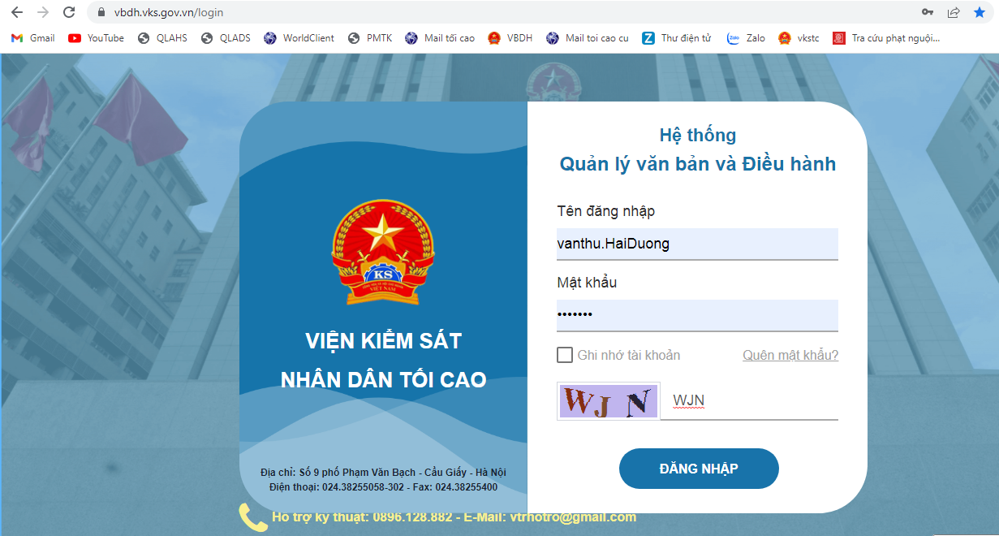 vbdh.vks.gov.vn/login
Gmail YouTube QLAHS QLADS WorldClient PMTK Mail tối cao VBDH Mail toi cao cu Thư điện tử Zalo vkstc Tra cứu phạt nguội...
Hệ thống
Quản lý văn bản và Điều hành
Tên đăng nhập
vanthu.HaiDuong
Mật khẩu
•••••••
Ghi nhớ tài khoản Quên mật khẩu?
WJN WJN
ĐĂNG NHẬP
KS
VIỆT NAM
VIỆN KIỂM SÁT
NHÂN DÂN TỐI CAO
Địa chỉ: Số 9 phố Phạm Văn Bạch - Cầu Giấy - Hà Nội
Điện thoại: 024.38255058-302 - Fax: 024.38255400
Hỗ trợ kỹ thuật: 0896.128.882 - E-Mail: vtrhotro@gmail.com